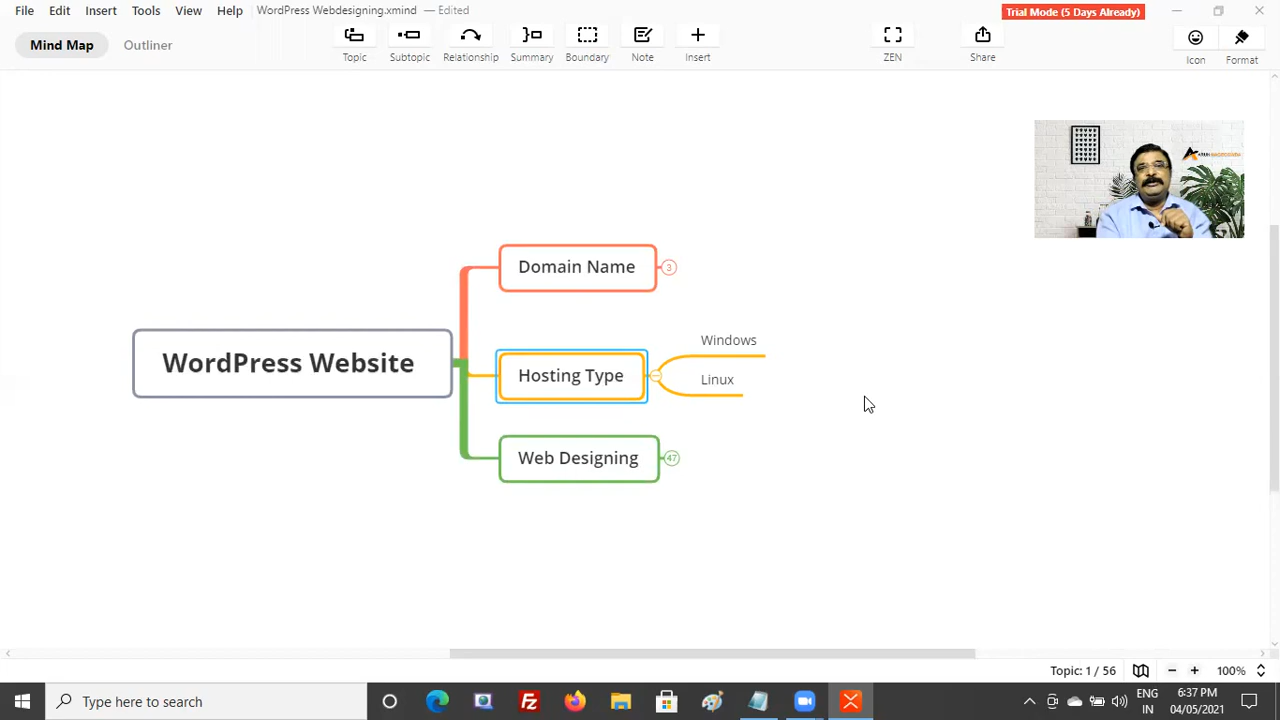 File Edit Insert Tools View Help WordPress Webdesigning.xmind — Edited Trial Mode (5 Days Already)
Mind Map Outliner
Topic Subtopic Relationship Summary Boundary Note Insert ZEN Share Icon Format
Domain Name 3
Windows
WordPress Website
Hosting Type
Linux
Web Designing 47
Topic: 1 / 56 100%
Type here to search
ENG 6:37 PM
IN 04/05/2021